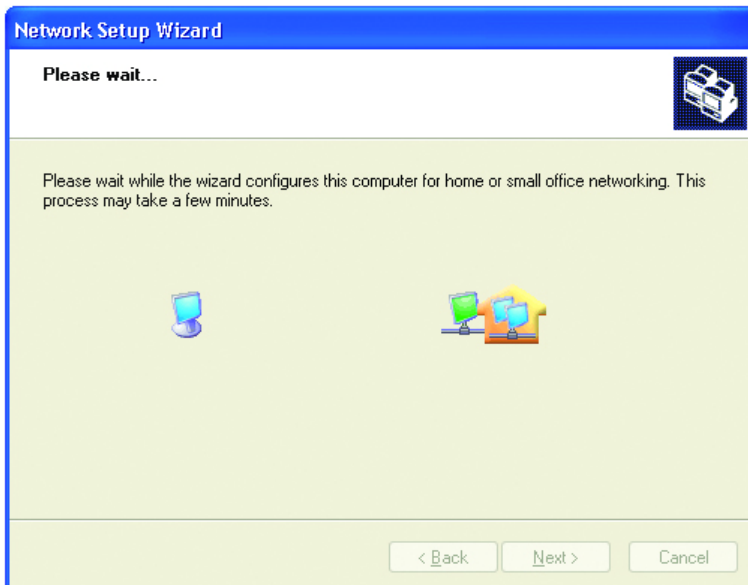 Network Setup Wizard
Please wait...
Please wait while the wizard configures this computer for home or small office networking. This
process may take a few minutes.
< Back
Next >
Cancel